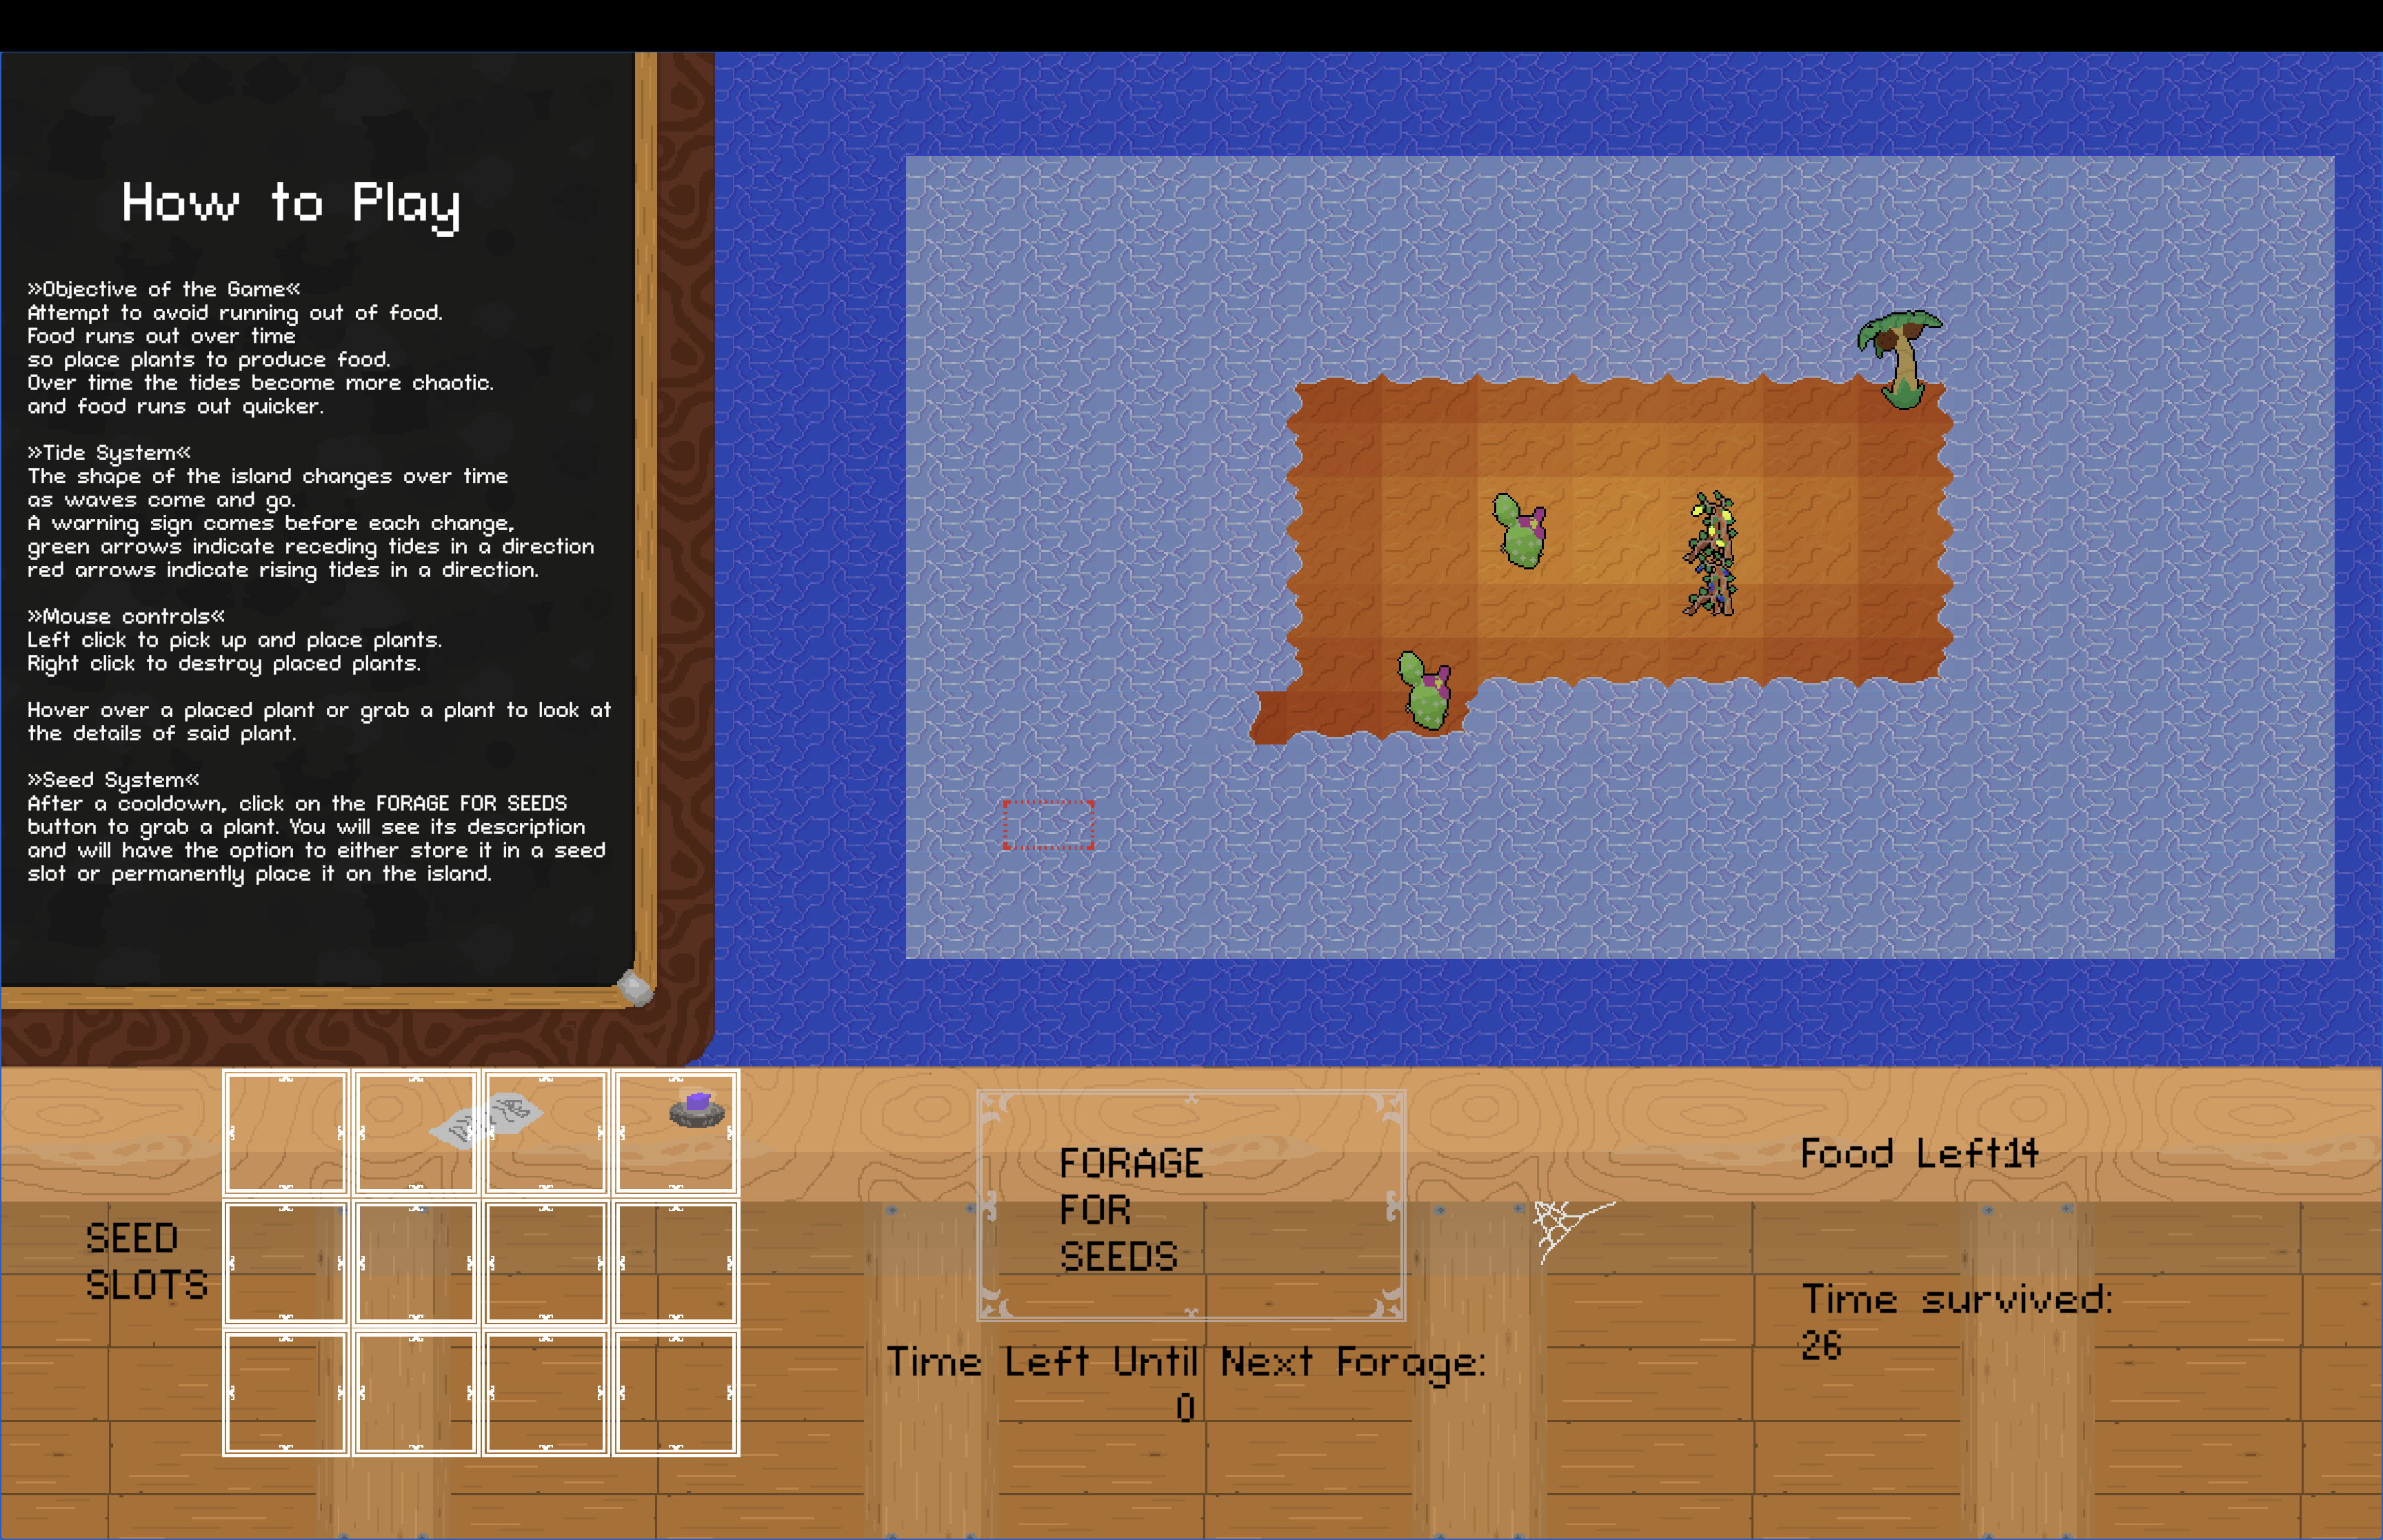 How to Play
»Objective of the Game«
Attempt to avoid running out of food.
Food runs out over time
so place plants to produce food.
Over time the tides become more chaotic.
and food runs out quicker.
»Tide System«
The shape of the island changes over time
as waves come and go.
A warning sign comes before each change,
green arrows indicate receding tides in a direction
red arrows indicate rising tides in a direction.
»Mouse controls«
Left click to pick up and place plants.
Right click to destroy placed plants.
Hover over a placed plant or grab a plant to look at
the details of said plant.
»Seed System«
After a cooldown, click on the FORAGE FOR SEEDS
button to grab a plant. You will see its description
and will have the option to either store it in a seed
slot or permanently place it on the island.
SEED
SLOTS
FORAGE
FOR
SEEDS
Time Left Until Next Forage:
0
Food Left:14
Time survived:
26